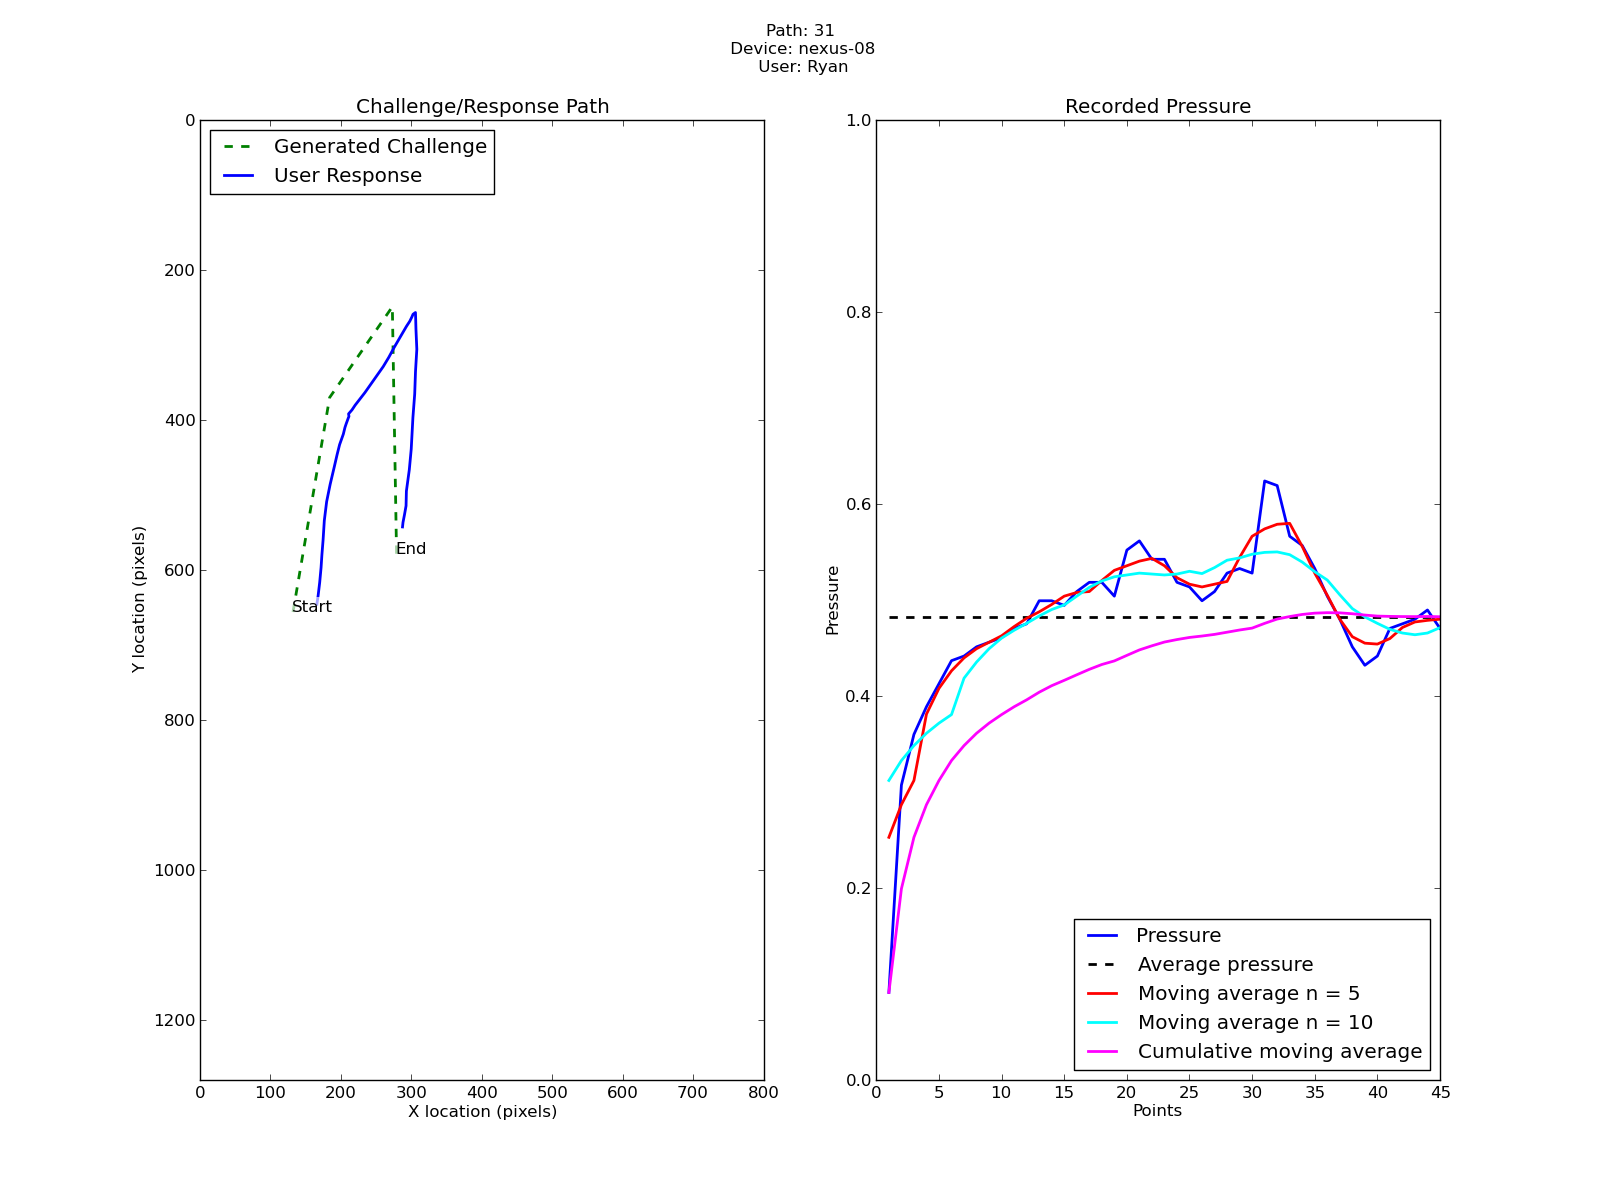 Path: 31
Device: nexus-08
User: Ryan
Challenge/Response Path
Generated Challenge
User Response
0
200
400
600
800
1000
1200
Y location (pixels)
Start
End
0 100 200 300 400 500 600 700 800
X location (pixels)
Recorded Pressure
1.0
0.8
0.6
0.4
0.2
0.0
Pressure
Pressure
Average pressure
Moving average n = 5
Moving average n = 10
Cumulative moving average
0 5 10 15 20 25 30 35 40 45
Points